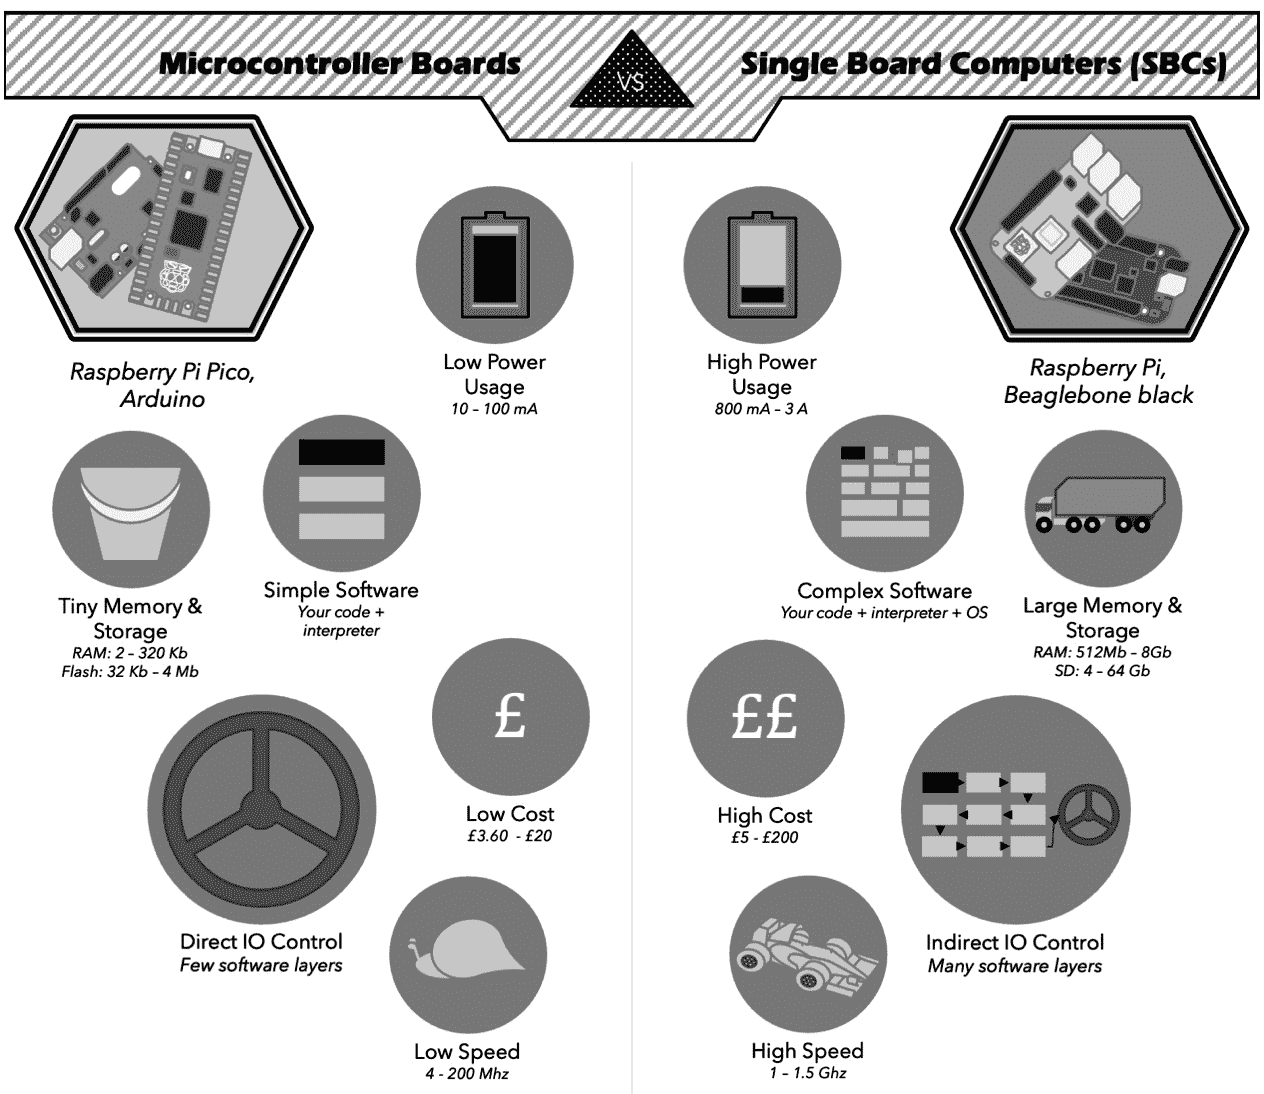 Microcontroller Boards
VS
Single Board Computers (SBCs)
Raspberry Pi Pico,
Arduino
Low Power
Usage
10 – 100 mA
Tiny Memory &
Storage
RAM: 2 – 320 Kb
Flash: 32 Kb – 4 Mb
Simple Software
Your code +
interpreter
£
Low Cost
£3.60 - £20
Direct IO Control
Few software layers
Low Speed
4 - 200 Mhz
High Power
Usage
800 mA – 3 A
Raspberry Pi,
Beaglebone black
Complex Software
Your code + interpreter + OS
Large Memory &
Storage
RAM: 512Mb – 8Gb
SD: 4 – 64 Gb
££
High Cost
£5 - £200
Indirect IO Control
Many software layers
High Speed
1 – 1.5 Ghz